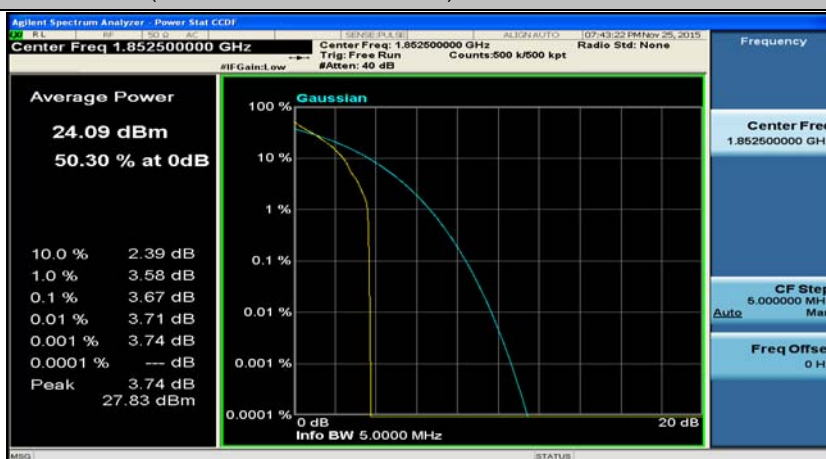 Agilent Spectrum Analyzer - Power Stat CCDF
RL RF 50 Ω AC SENSE:PULSE ALIGN AUTO 07:43:22 PM Nov 25, 2015
Center Freq 1.852500000 GHz
Center Freq: 1.852500000 GHz Radio Std: None
Trig: Free Run Counts:500 k/500 kpt
#IFGain:Low #Atten: 40 dB
Average Power
24.09 dBm
50.30 % at 0dB
10.0 % 2.39 dB
1.0 % 3.58 dB
0.1 % 3.67 dB
0.01 % 3.71 dB
0.001 % 3.74 dB
0.0001 % --- dB
Peak 3.74 dB
27.83 dBm
Gaussian
100 %
10 %
1 %
0.1 %
0.01 %
0.001 %
0.0001 %
0 dB 20 dB
Info BW 5.0000 MHz
Frequency
Center Fre
1.852500000 GH
CF Step
5.000000 MH
Auto Ma
Freq Offse
0 H
MSG STATUS